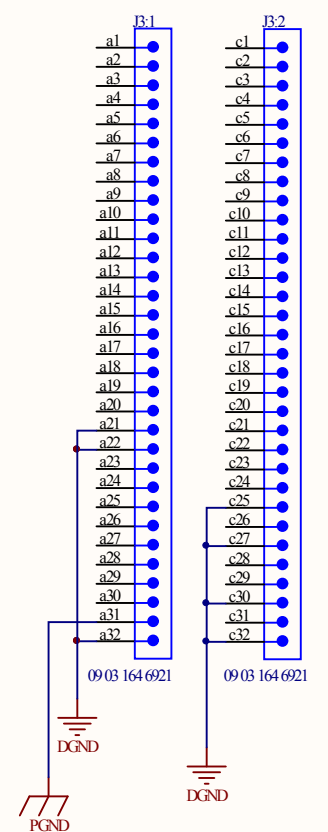 J3:1 J3:2
a1 c1
a2 c2
a3 c3
a4 c4
a5 c5
a6 c6
a7 c7
a8 c8
a9 c9
a10 c10
a11 c11
a12 c12
a13 c13
a14 c14
a15 c15
a16 c16
a17 c17
a18 c18
a19 c19
a20 c20
a21 c21
a22 c22
a23 c23
a24 c24
a25 c25
a26 c26
a27 c27
a28 c28
a29 c29
a30 c30
a31 c31
a32 c32
09 03 164 6921 09 03 164 6921
DGND
DGND
PGND